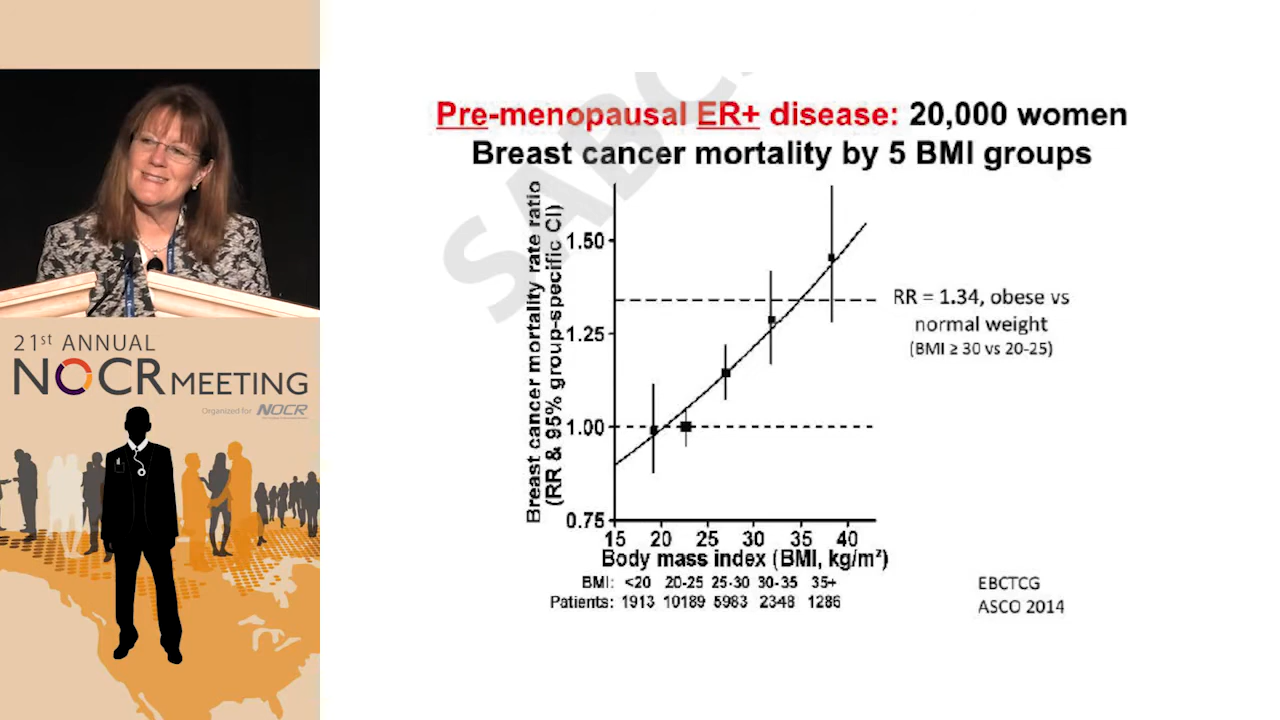 21st ANNUAL
NOCR MEETING
Organized for NOCR
SABC
Pre-menopausal ER+ disease: 20,000 women
Breast cancer mortality by 5 BMI groups
Breast cancer mortality rate ratio
(RR & 95% group-specific CI)
1.50
1.25
1.00
0.75
15 20 25 30 35 40
Body mass index (BMI, kg/m²)
BMI: <20 20-25 25-30 30-35 35+
Patients: 1913 10189 5983 2348 1286
RR = 1.34, obese vs
normal weight
(BMI ≥ 30 vs 20-25)
EBCTCG
ASCO 2014